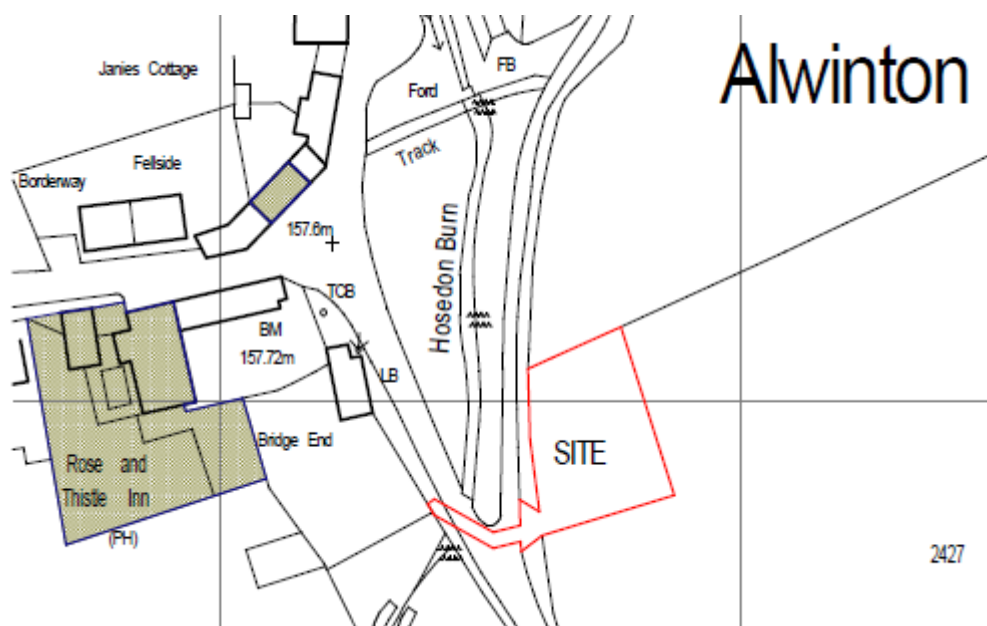 Alwinton
Janies Cottage
FB
Ford
Track
Fellside
Borderway
157.6m
Hosedon Burn
TCB
BM
157.72m
LB
Bridge End
SITE
Rose and
Thistle Inn
(PH)
2427